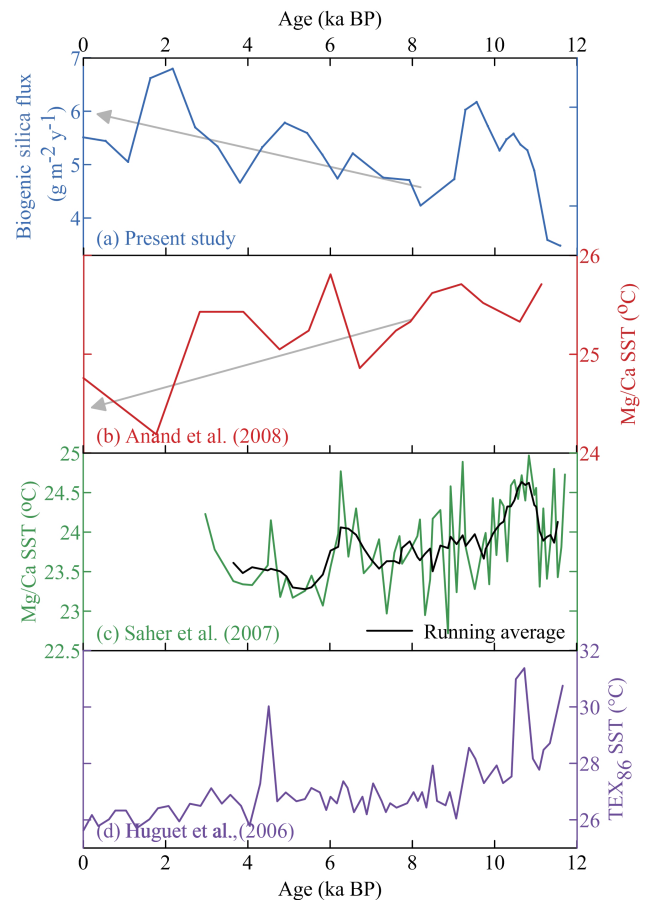 Age (ka BP)
0 2 4 6 8 10 12
7
6
5
4
Biogenic silica flux
(g m⁻² y⁻¹)
(a) Present study
26
25
24
Mg/Ca SST (ºC)
(b) Anand et al. (2008)
25
24.5
24
23.5
23
22.5
Mg/Ca SST (ºC)
(c) Saher et al. (2007)
Running average
32
30
28
26
TEX₈₆ SST (°C)
(d) Huguet et al.,(2006)
0 2 4 6 8 10 12
Age (ka BP)